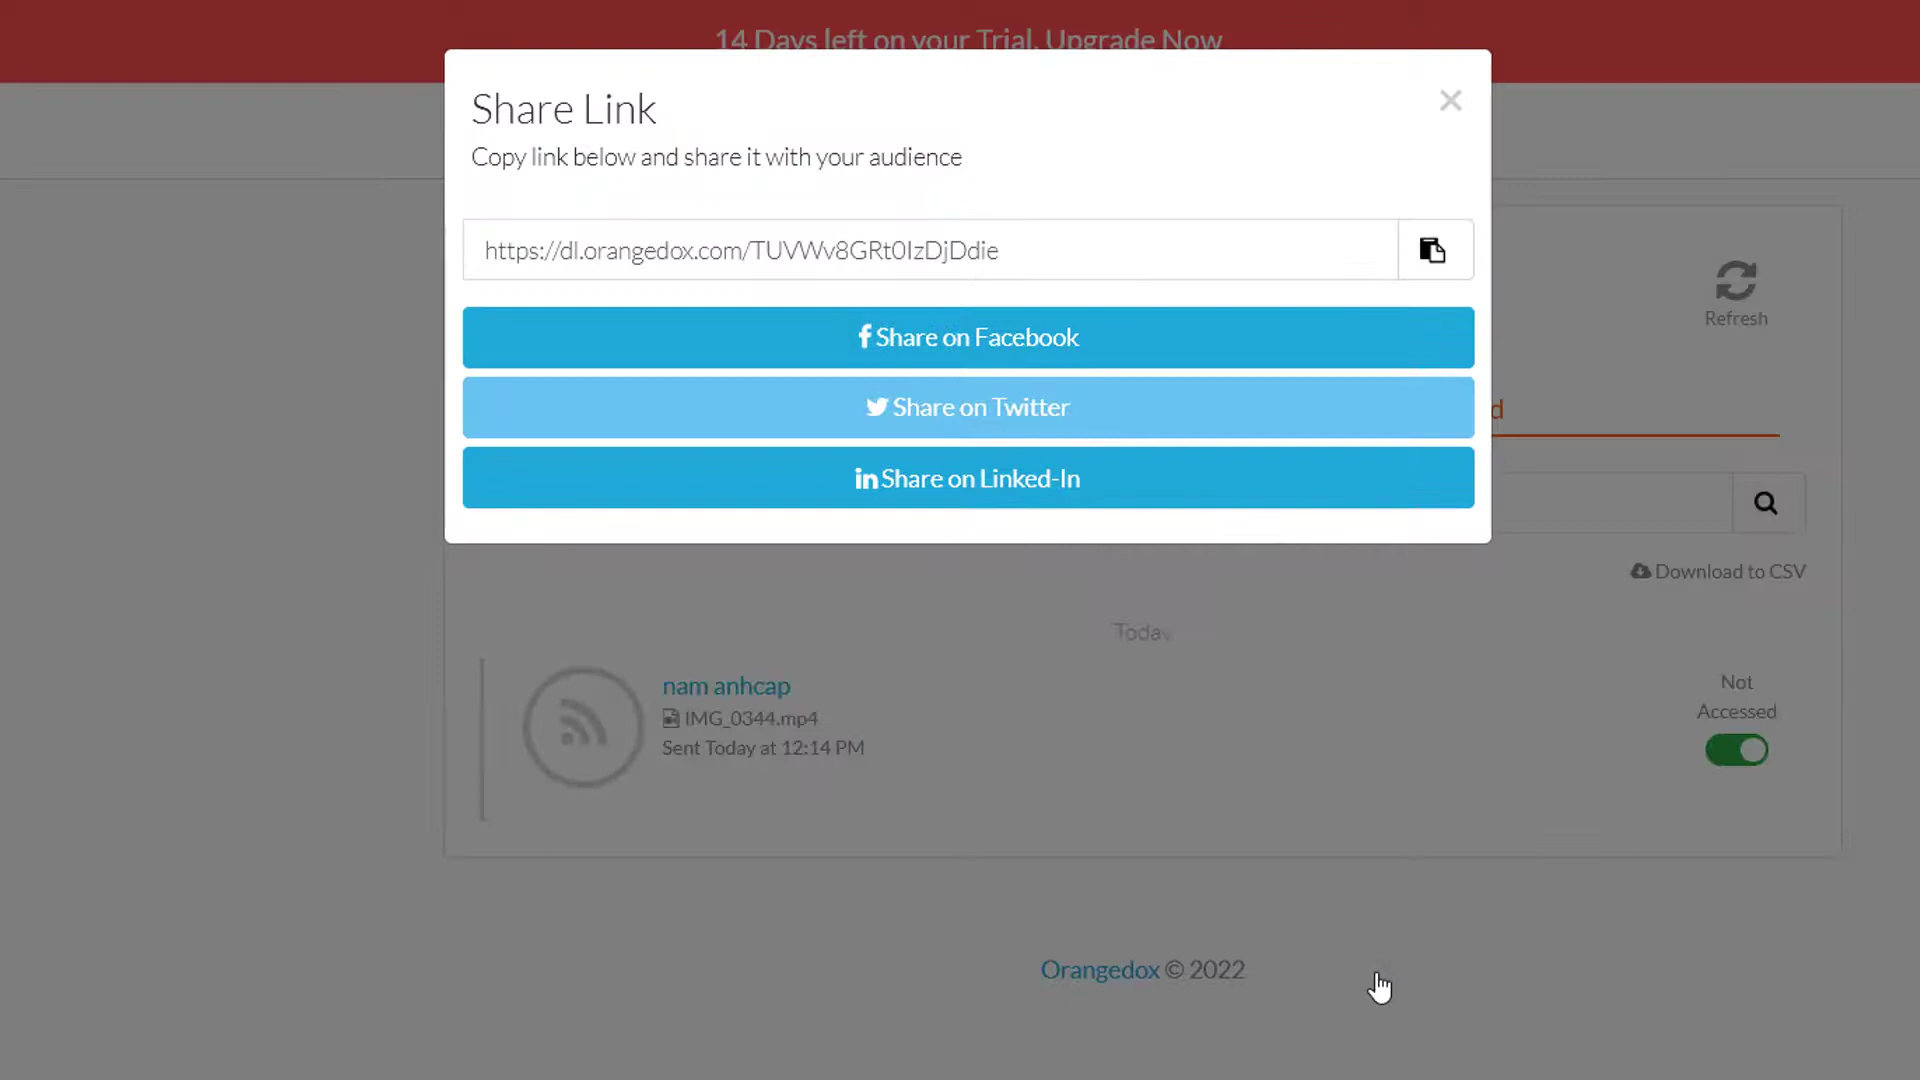 14 Days left on your Trial. Upgrade Now
Share Link
Copy link below and share it with your audience
https://dl.orangedox.com/TUVWv8GRt0IzDjDdie
Share on Facebook
Share on Twitter
Share on Linked-In
Refresh
d
Download to CSV
Today
nam anhcap
IMG_0344.mp4
Sent Today at 12:14 PM
Not
Accessed
Orangedox © 2022